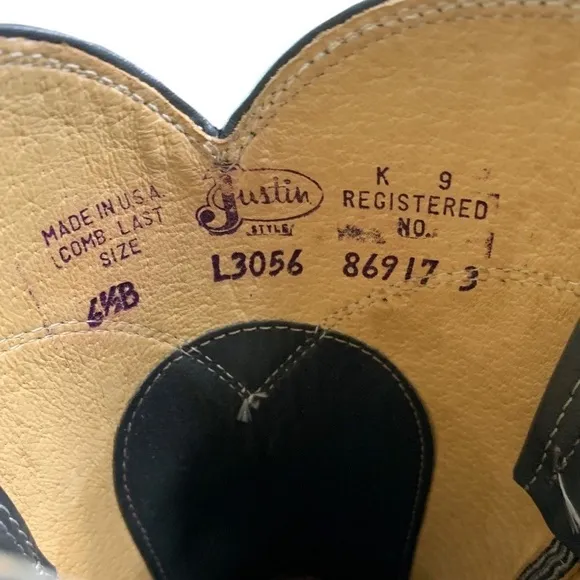 MADE IN U.S.A.
COMB. LAST
SIZE
6½B
Justin
STYLE
L3056
K 9
REGISTERED
NO.
86917 3